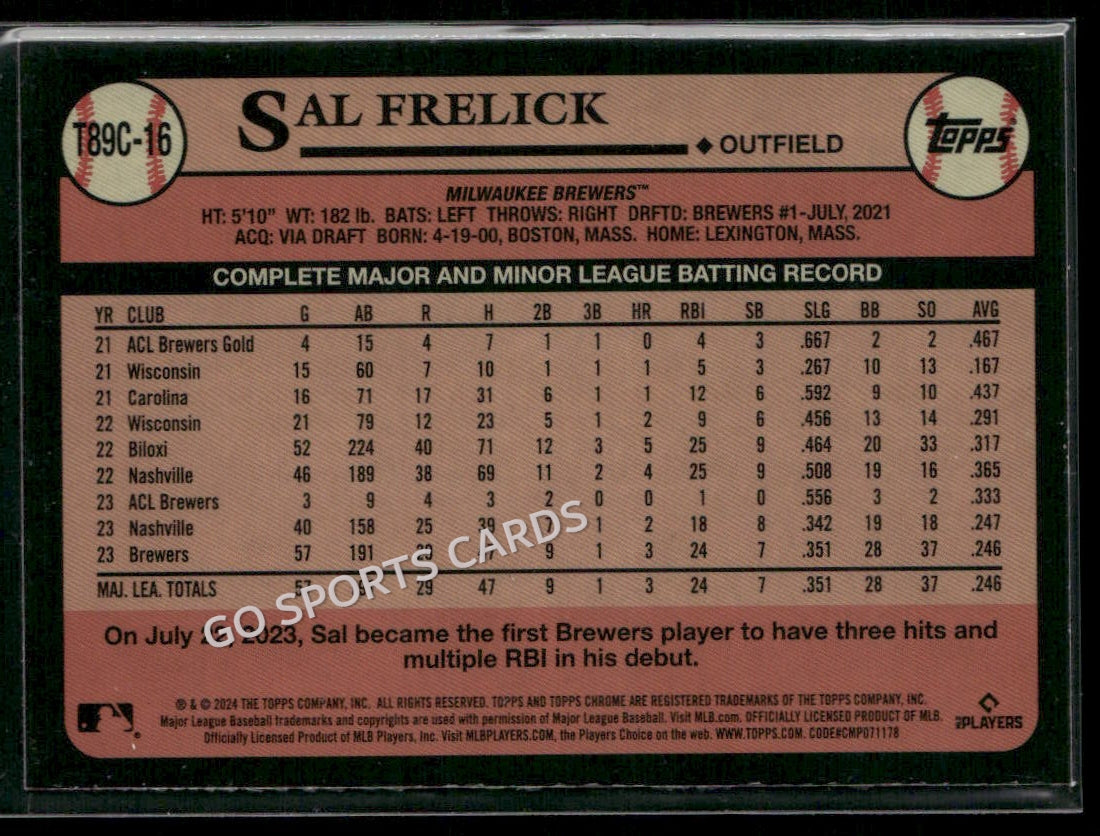 T89C-16
SAL FRELICK
OUTFIELD
topps®
MILWAUKEE BREWERS™
HT: 5'10" WT: 182 lb. BATS: LEFT THROWS: RIGHT DRFTD: BREWERS #1-JULY, 2021
ACQ: VIA DRAFT BORN: 4-19-00, BOSTON, MASS. HOME: LEXINGTON, MASS.
COMPLETE MAJOR AND MINOR LEAGUE BATTING RECORD
YR CLUB G AB R H 2B 3B HR RBI SB SLG BB SO AVG
21 ACL Brewers Gold 4 15 4 7 1 1 0 4 3 .667 2 2 .467
21 Wisconsin 15 60 7 10 1 1 1 5 3 .267 10 13 .167
21 Carolina 16 71 17 31 6 1 1 12 6 .592 9 10 .437
22 Wisconsin 21 79 12 23 5 1 2 9 6 .456 13 14 .291
22 Biloxi 52 224 40 71 12 3 5 25 9 .464 20 33 .317
22 Nashville 46 189 38 69 11 2 4 25 9 .508 19 16 .365
23 ACL Brewers 3 9 4 3 2 0 0 1 0 .556 3 2 .333
23 Nashville 40 158 25 39 7 1 2 18 8 .342 19 18 .247
23 Brewers 57 191 29 47 9 1 3 24 7 .351 28 37 .246
MAJ. LEA. TOTALS 57 29 47 9 1 3 24 7 .351 28 37 .246
GO SPORTS CARDS
On July 2023, Sal became the first Brewers player to have three hits and
multiple RBI in his debut.
® & © 2024 THE TOPPS COMPANY, INC. ALL RIGHTS RESERVED. TOPPS AND TOPPS CHROME ARE REGISTERED TRADEMARKS OF THE TOPPS COMPANY, INC.
Major League Baseball trademarks and copyrights are used with permission of Major League Baseball. Visit MLB.com. OFFICIALLY LICENSED PRODUCT OF MLB.
Officially Licensed Product of MLB Players, Inc. Visit MLBPLAYERS.COM, the Players Choice on the web. WWW.TOPPS.COM. CODE#CMP071178
MLB PLAYERS